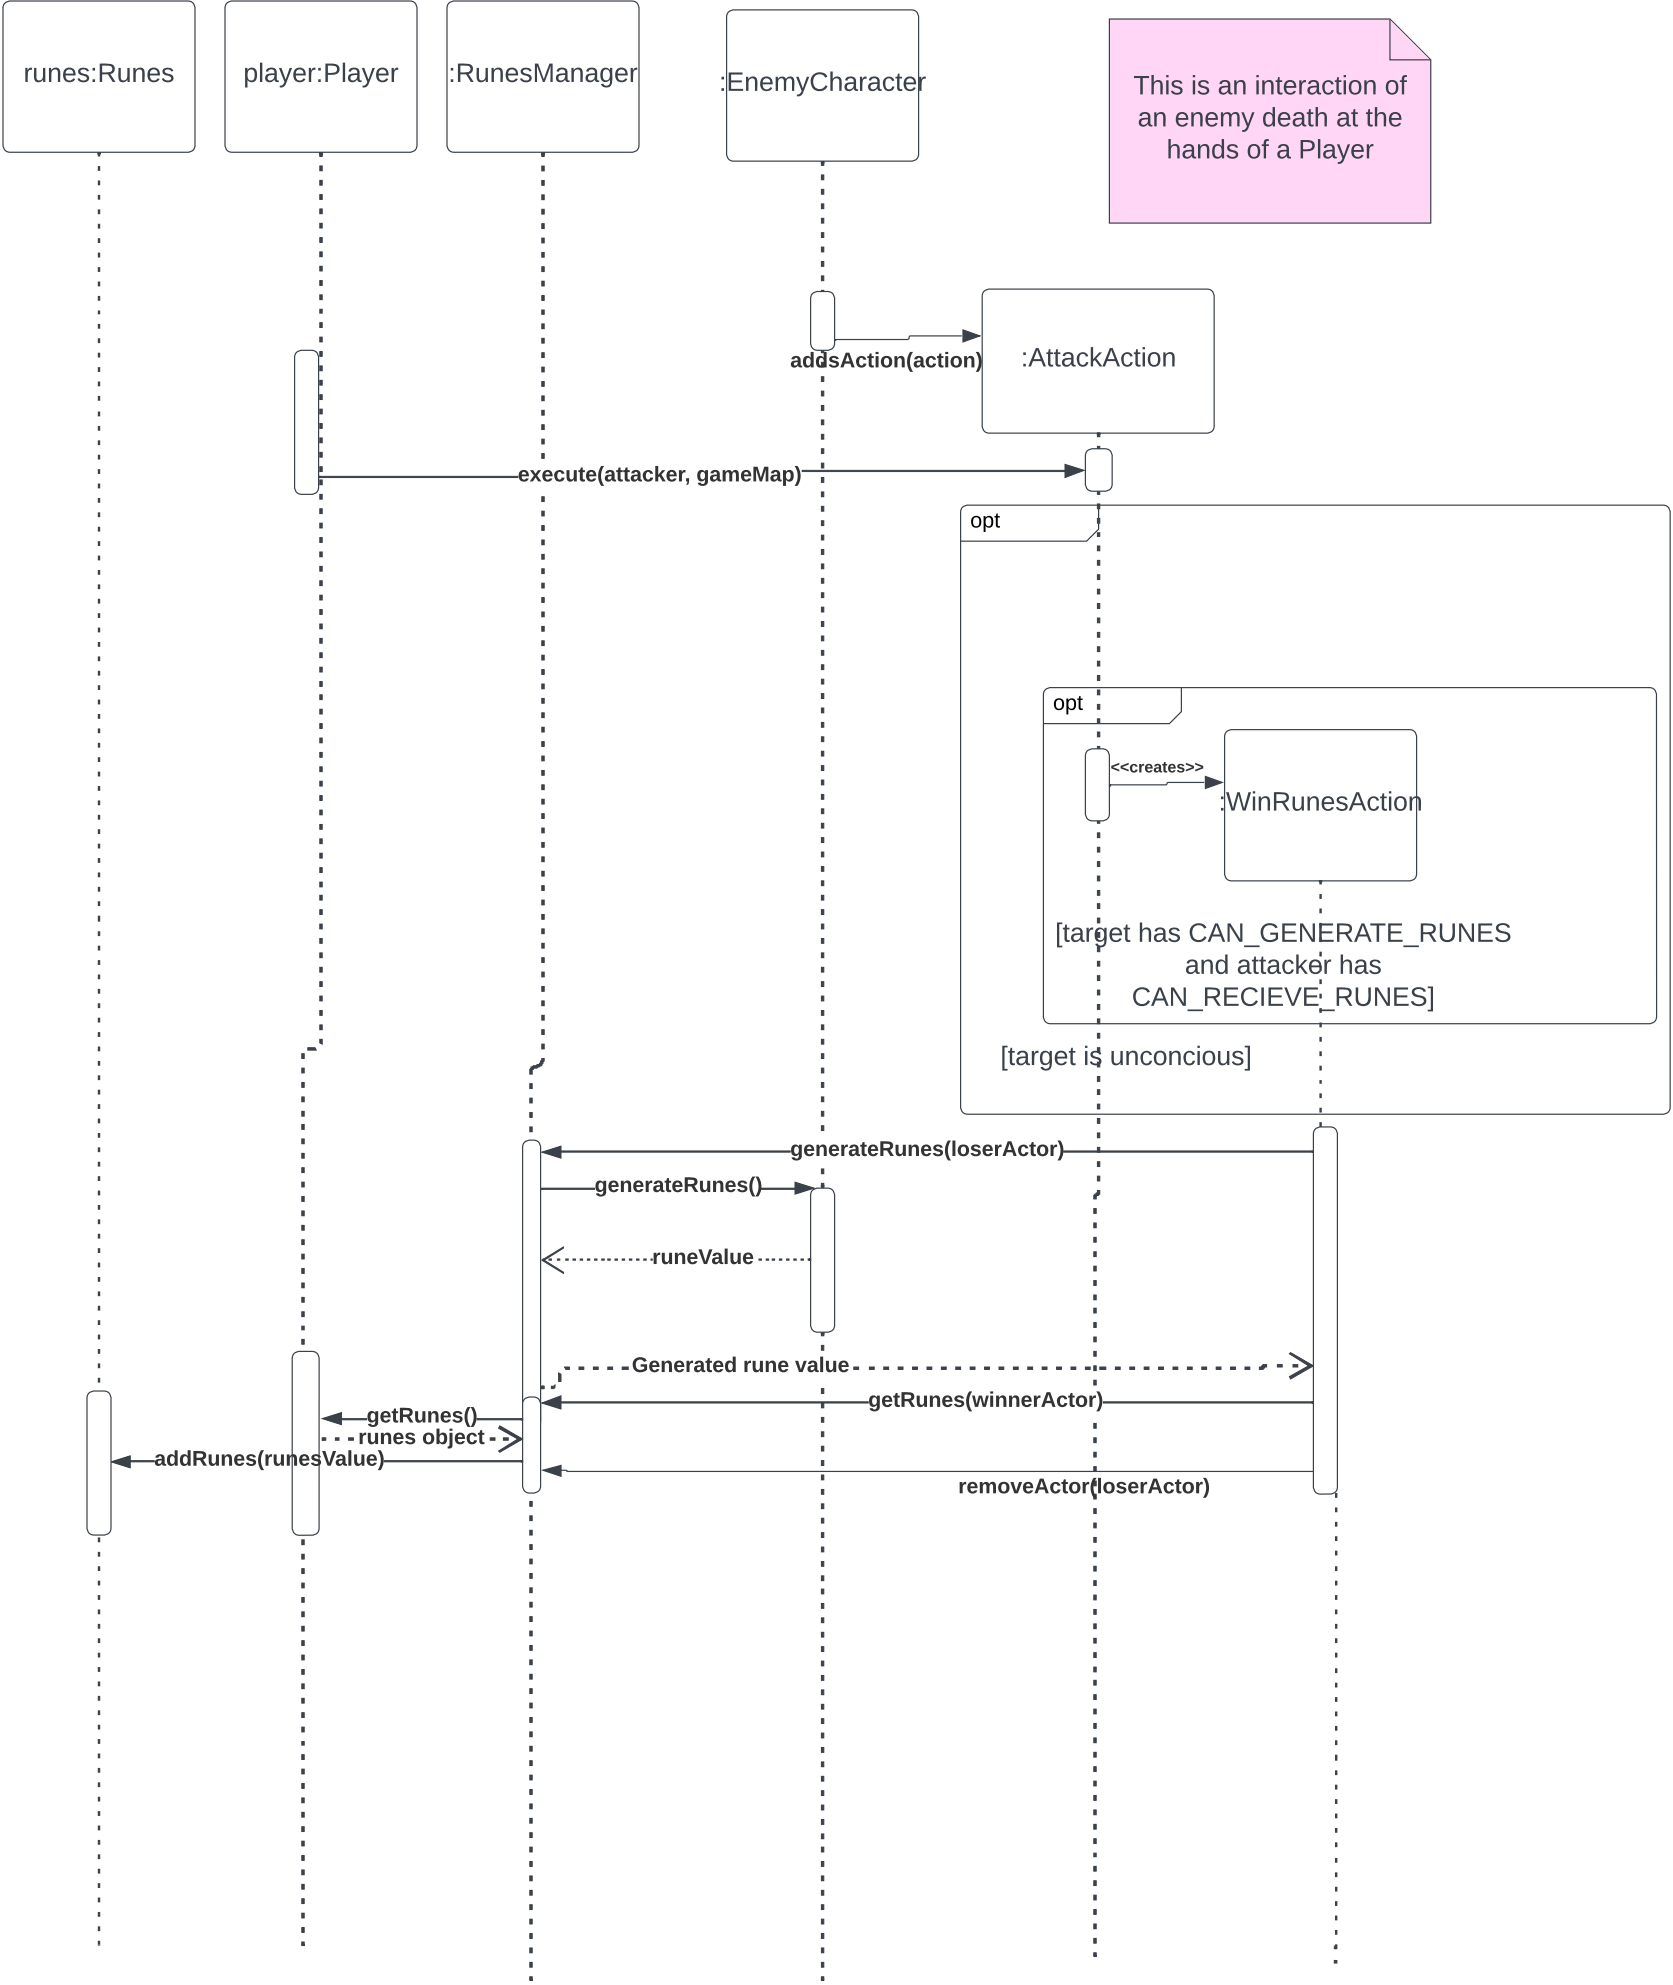 runes:Runes
player:Player
:RunesManager
:EnemyCharacter
This is an interaction of
an enemy death at the
hands of a Player
addsAction(action)
:AttackAction
execute(attacker, gameMap)
opt
opt
<<creates>>
:WinRunesAction
[target has CAN_GENERATE_RUNES
and attacker has
CAN_RECIEVE_RUNES]
[target is unconcious]
generateRunes(loserActor)
generateRunes()
runeValue
Generated rune value
getRunes(winnerActor)
getRunes()
runes object
addRunes(runesValue)
removeActor(loserActor)